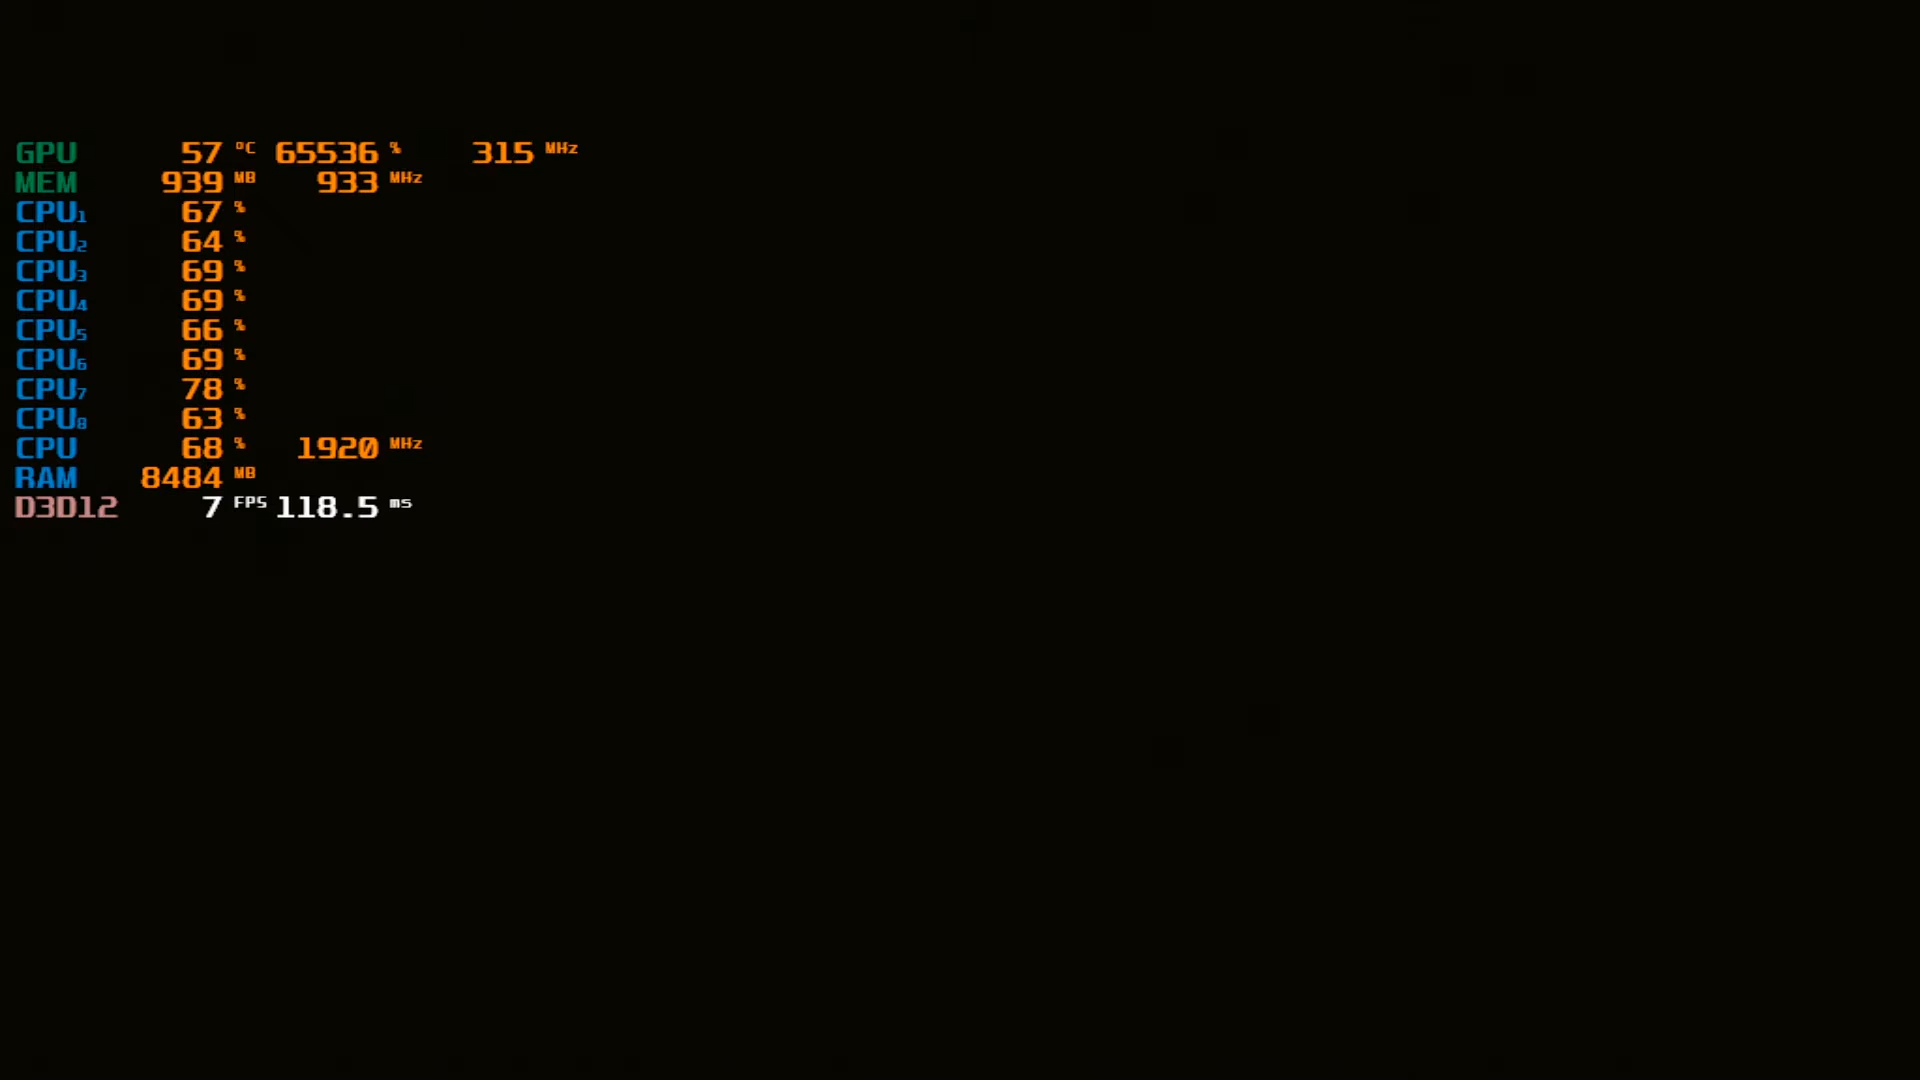 GPU 57 °C 65536 % 315 MHz
MEM 939 MB 933 MHz
CPU1 67 %
CPU2 64 %
CPU3 69 %
CPU4 69 %
CPU5 66 %
CPU6 69 %
CPU7 78 %
CPU8 63 %
CPU 68 % 1920 MHz
RAM 8484 MB
D3D12 7 FPS 118.5 ms